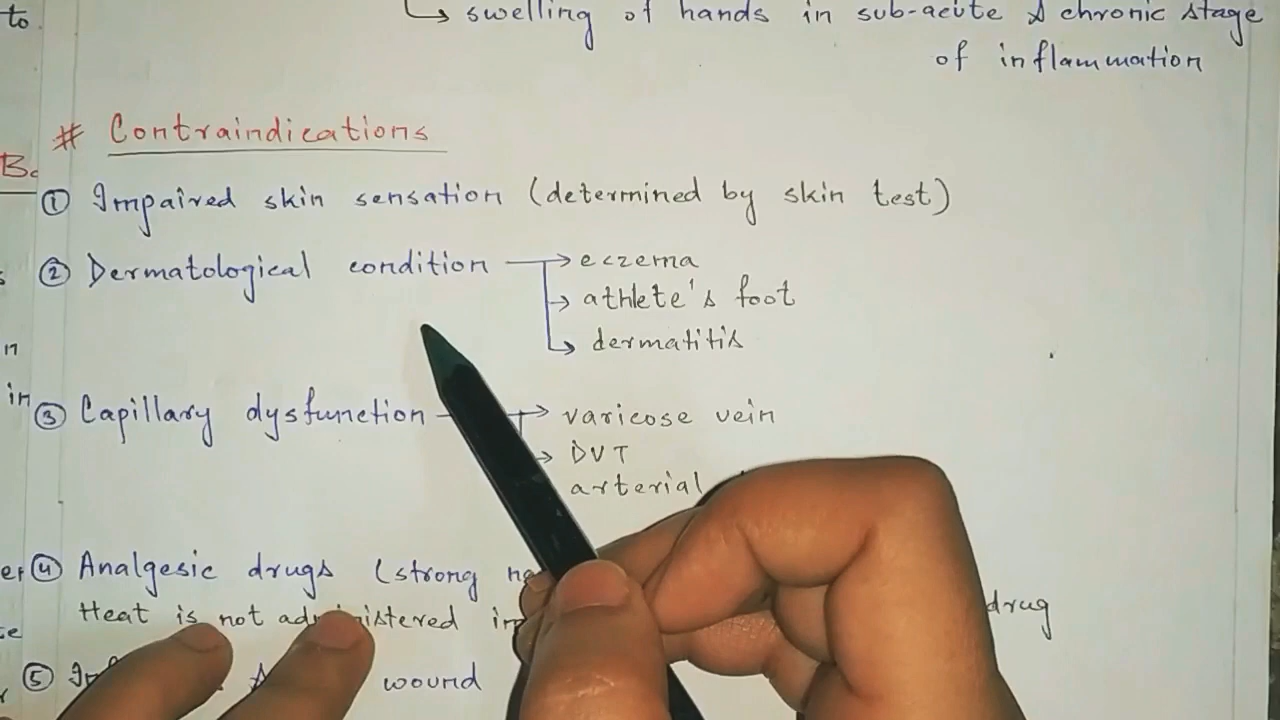 to
↳ swelling of hands in sub-acute & chronic stage
of inflammation
# Contraindications
① Impaired skin sensation (determined by skin test)
② Dermatological condition → eczema
→ athlete's foot
↳ dermatitis
in
③ Capillary dysfunction → varicose vein
→ DVT
arterial
④ Analgesic drugs (strong
Heat is not administered drug
⑤ & wound